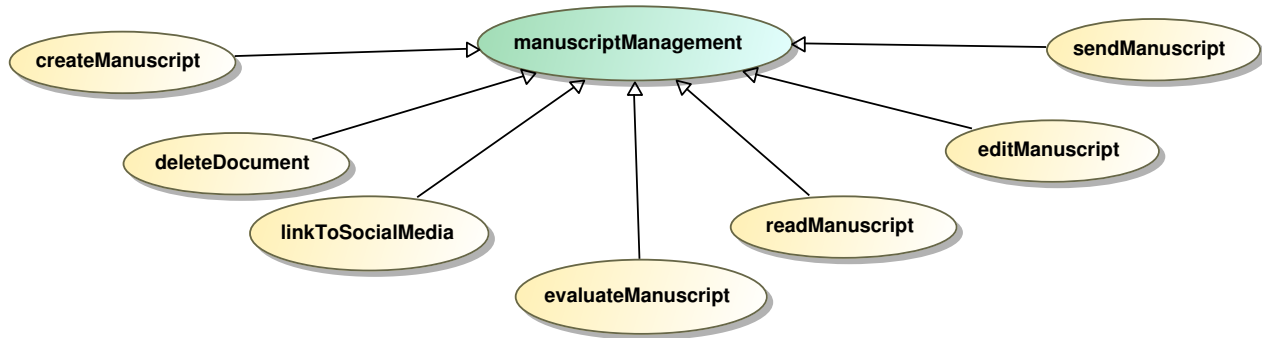 manuscriptManagement
createManuscript
sendManuscript
deleteDocument
editManuscript
linkToSocialMedia
readManuscript
evaluateManuscript